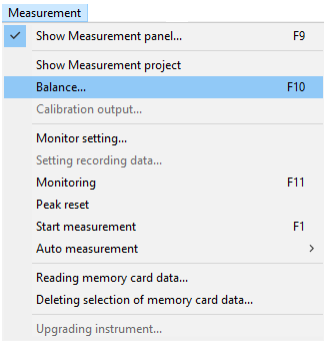 Measurement
Show Measurement panel... F9
Show Measurement project
Balance... F10
Calibration output...
Monitor setting...
Setting recording data...
Monitoring F11
Peak reset
Start measurement F1
Auto measurement
Reading memory card data...
Deleting selection of memory card data...
Upgrading instrument...